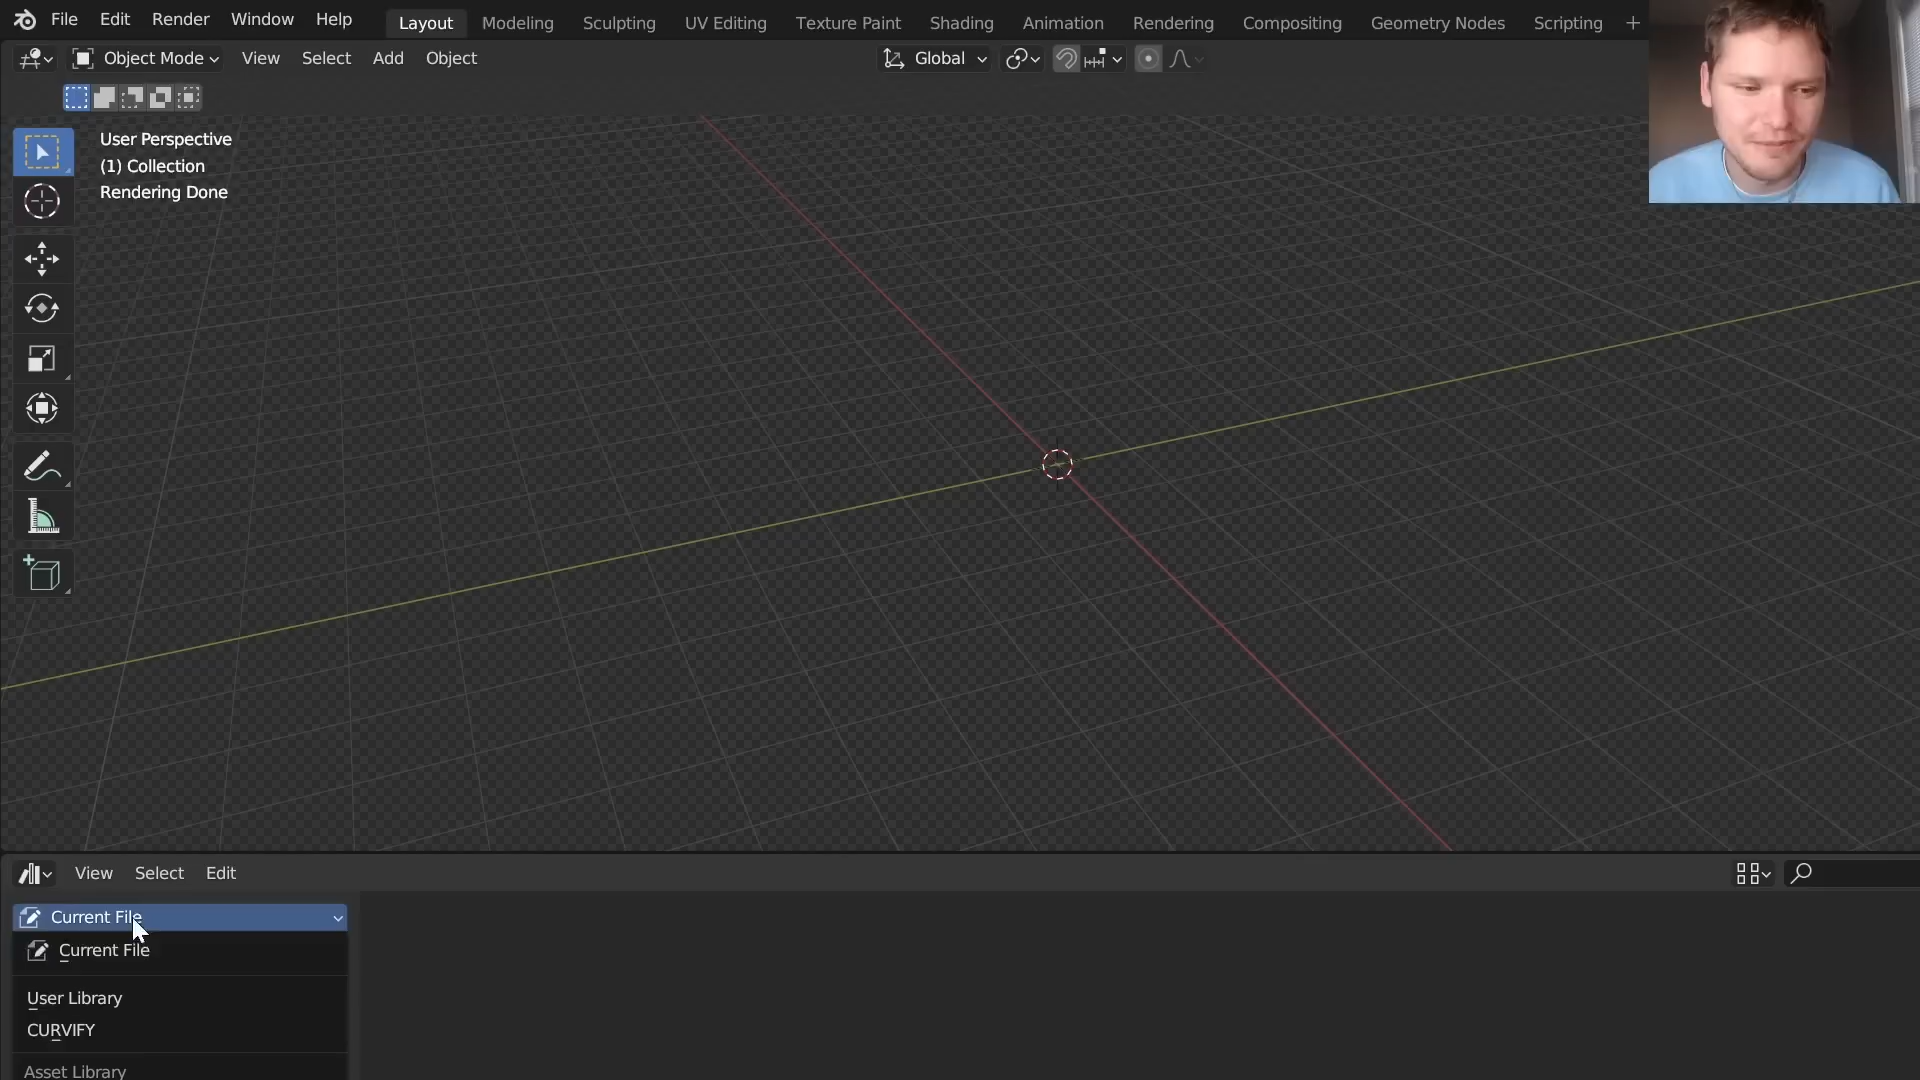 File Edit Render Window Help Layout Modeling Sculpting UV Editing Texture Paint Shading Animation Rendering Compositing Geometry Nodes Scripting +
Object Mode View Select Add Object Global
User Perspective
(1) Collection
Rendering Done
View Select Edit
Current File
Current File
User Library
CURVIFY
Asset Library